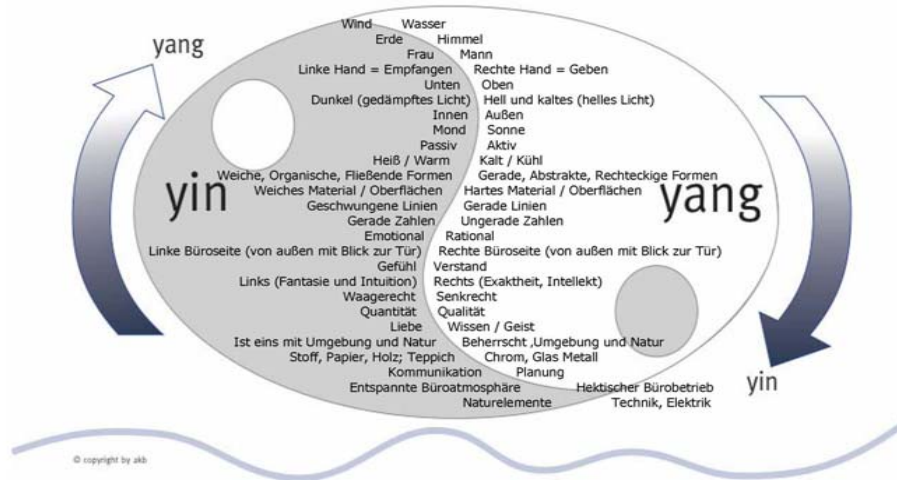 Wind Wasser
yang
Erde Himmel
Frau Mann
Linke Hand = Empfangen Rechte Hand = Geben
Unten Oben
Dunkel (gedämpftes Licht) Hell und kaltes (helles Licht)
Innen Außen
Mond Sonne
Passiv Aktiv
Heiß / Warm Kalt / Kühl
Weiche, Organische, Fließende Formen Gerade, Abstrakte, Rechteckige Formen
yin yang
Weiches Material / Oberflächen Hartes Material / Oberflächen
Geschwungene Linien Gerade Linien
Gerade Zahlen Ungerade Zahlen
Emotional Rational
Linke Büroseite (von außen mit Blick zur Tür) Rechte Büroseite (von außen mit Blick zur Tür)
Gefühl Verstand
Links (Fantasie und Intuition) Rechts (Exaktheit, Intellekt)
Waagerecht Senkrecht
Quantität Qualität
Liebe Wissen / Geist
Ist eins mit Umgebung und Natur Beherrscht ,Umgebung und Natur
Stoff, Papier, Holz; Teppich Chrom, Glas Metall
Kommunikation Planung
yin
Entspannte Büroatmosphäre Hektischer Bürobetrieb
Naturelemente Technik, Elektrik
© copyright by akb